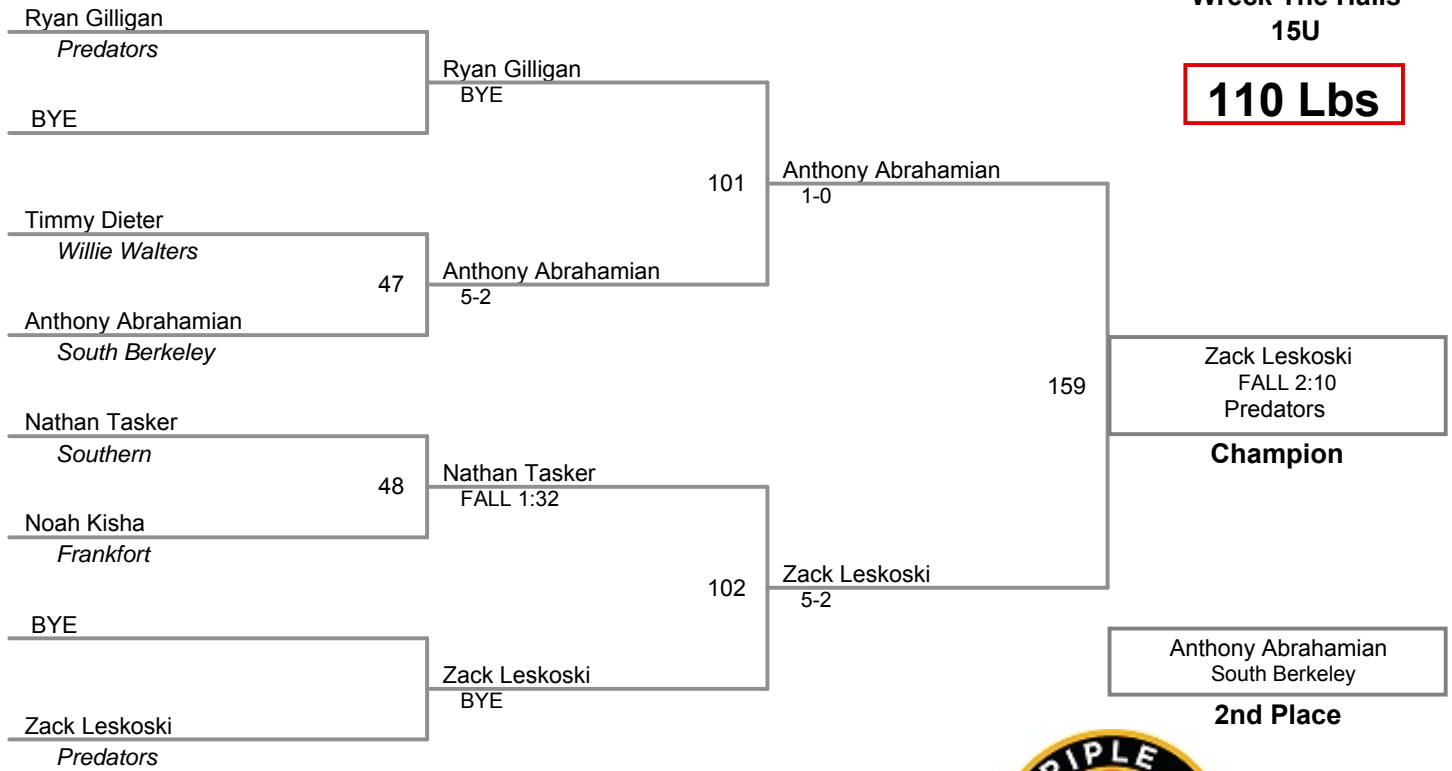 Wreck The Halls
15U
110 Lbs
Ryan Gilligan
Predators
BYE
Timmy Dieter
Willie Walters
Anthony Abrahamian
South Berkeley
Nathan Tasker
Southern
Noah Kisha
Frankfort
BYE
Zack Leskoski
Predators
47
48
Ryan Gilligan
BYE
Anthony Abrahamian
5-2
Nathan Tasker
FALL 1:32
Zack Leskoski
BYE
101
102
Anthony Abrahamian
1-0
Zack Leskoski
5-2
159
Zack Leskoski
FALL 2:10
Predators
Champion
Anthony Abrahamian
South Berkeley
2nd Place
RIPLE